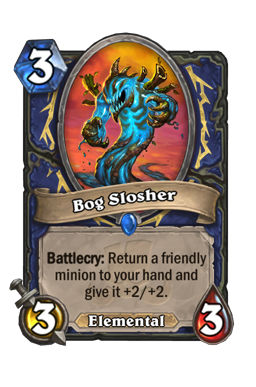 3
Bog Slosher
Battlecry: Return a friendly
minion to your hand and
give it +2/+2.
3
Elemental
3